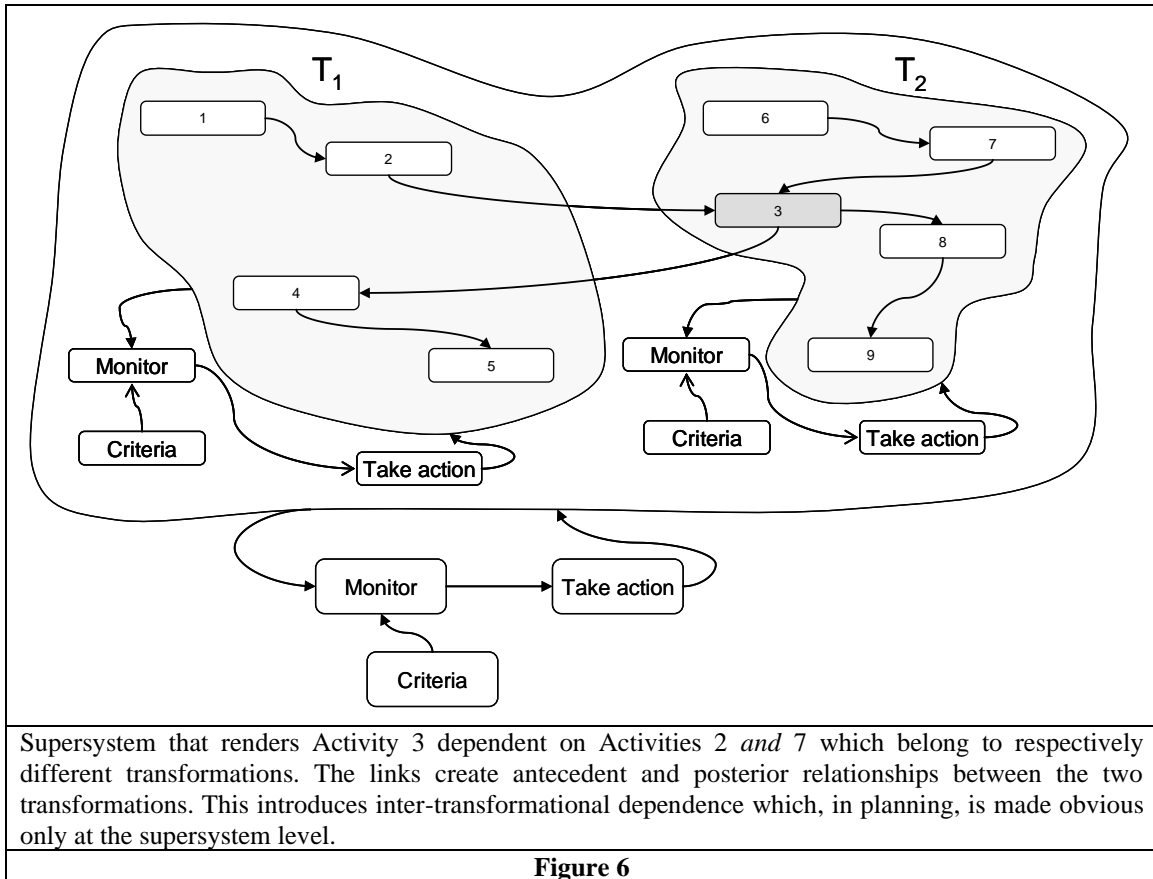 T1
T2
1
6
2
7
3
8
4
5
9
Monitor
Monitor
Criteria
Take action
Criteria
Take action
Monitor
Take action
Criteria
Supersystem that renders Activity 3 dependent on Activities 2 and 7 which belong to respectively
different transformations. The links create antecedent and posterior relationships between the two
transformations. This introduces inter-transformational dependence which, in planning, is made obvious
only at the supersystem level.
Figure 6